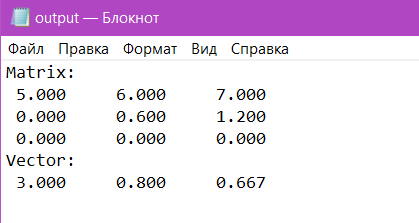 output — Блокнот
Файл Правка Формат Вид Справка
Matrix:
5.000 6.000 7.000
0.000 0.600 1.200
0.000 0.000 0.000
Vector:
3.000 0.800 0.667